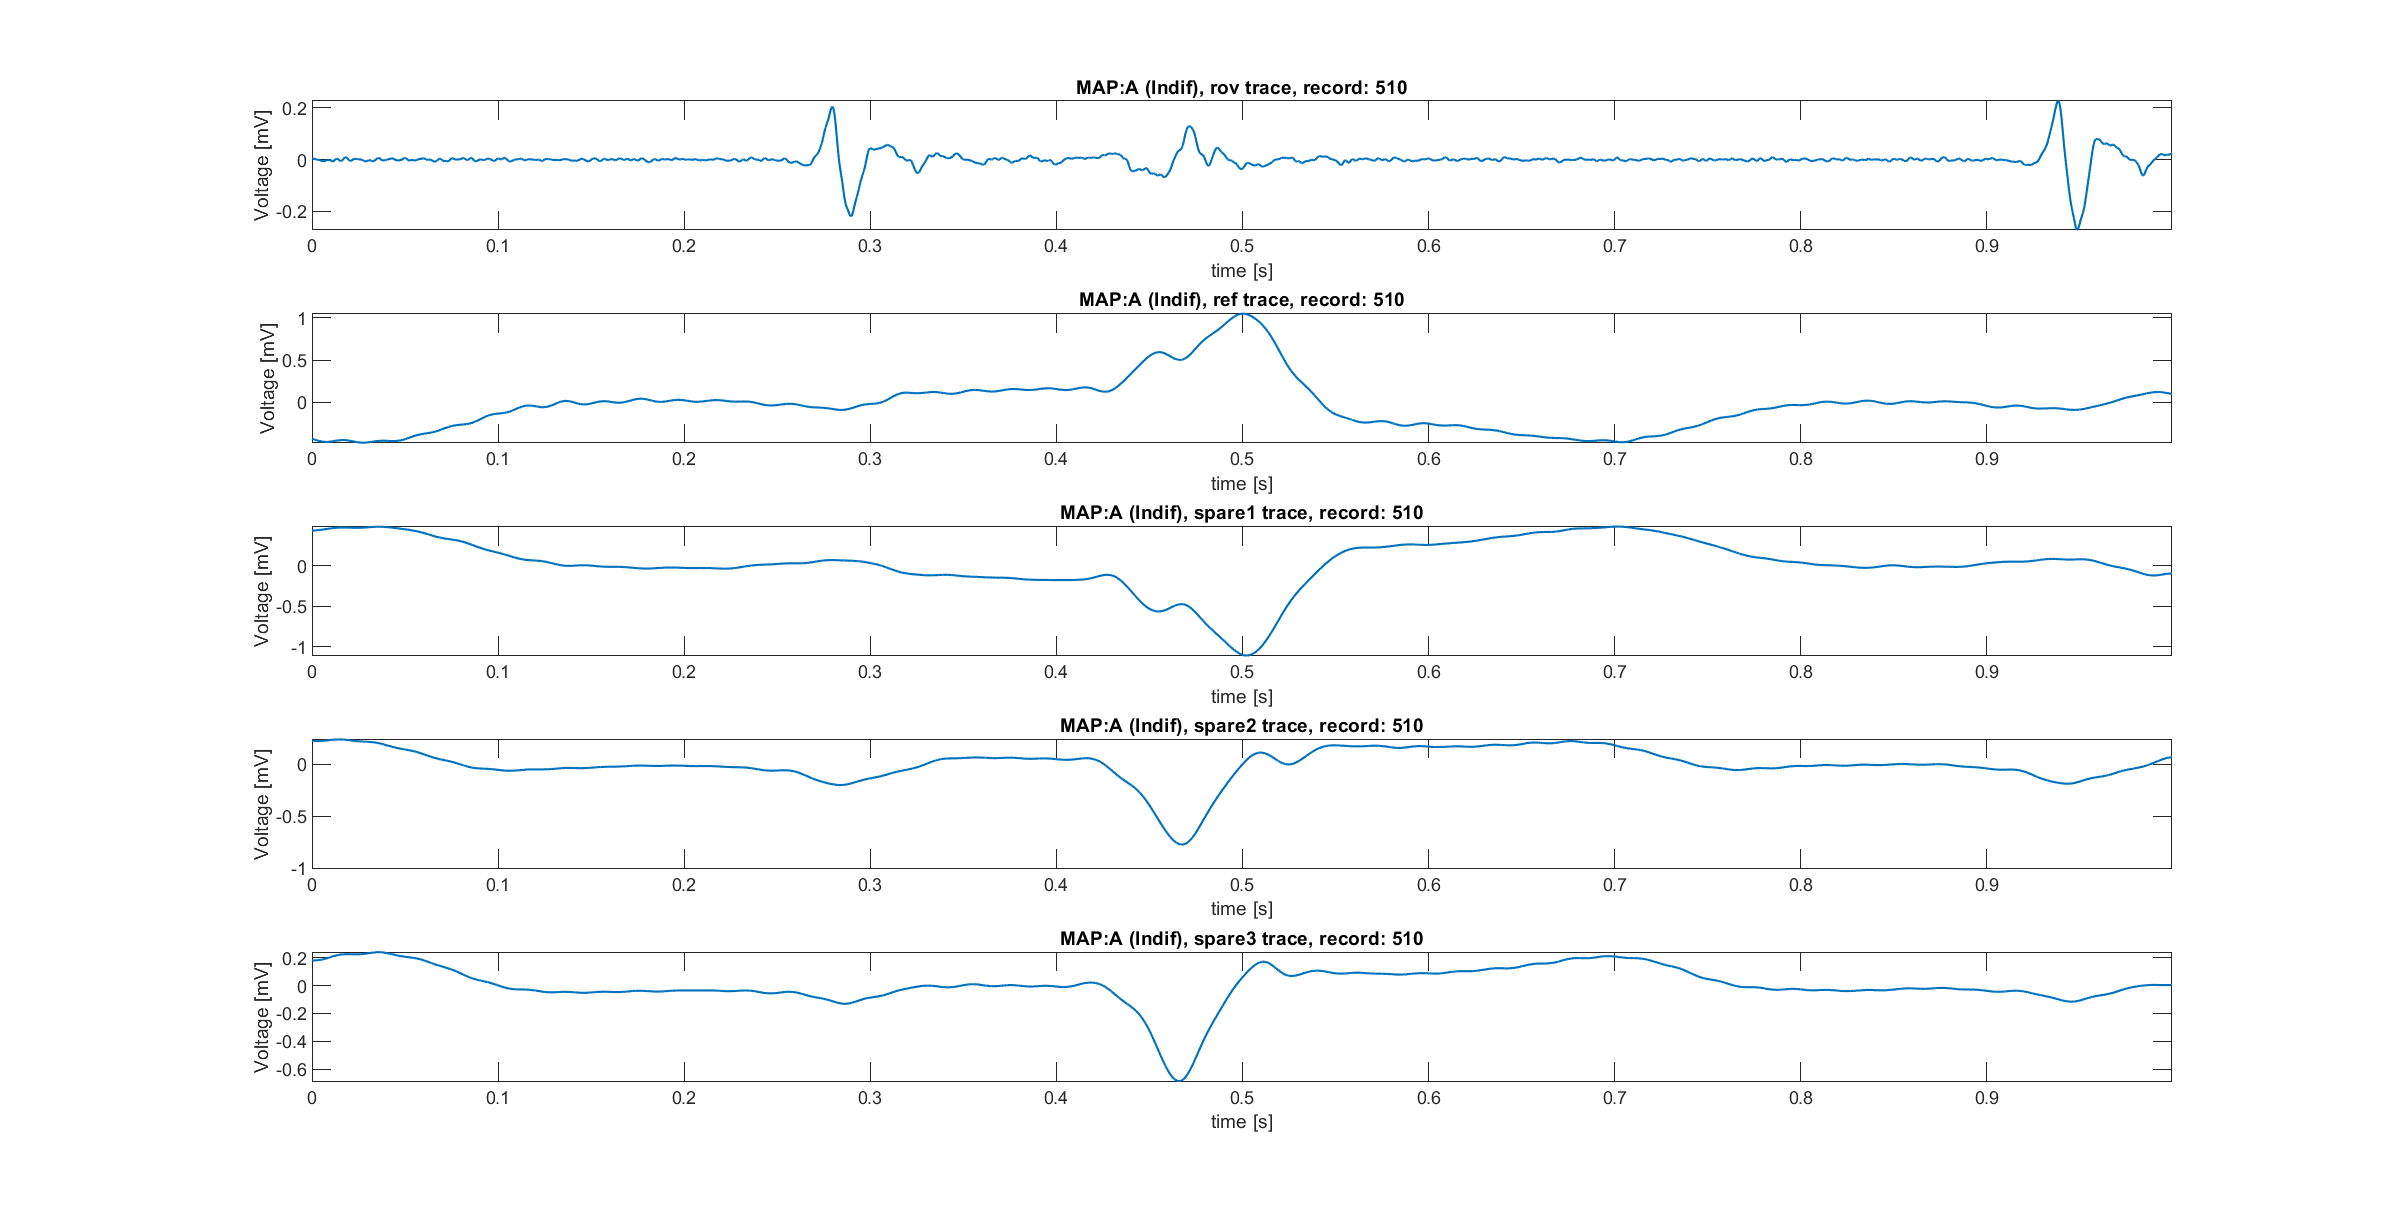 MAP:A (Indif), rov trace, record: 510
Voltage [mV]
0.2
0
-0.2
0 0.1 0.2 0.3 0.4 0.5 0.6 0.7 0.8 0.9
time [s]
MAP:A (Indif), ref trace, record: 510
Voltage [mV]
1
0.5
0
0 0.1 0.2 0.3 0.4 0.5 0.6 0.7 0.8 0.9
time [s]
MAP:A (Indif), spare1 trace, record: 510
Voltage [mV]
0
-0.5
-1
0 0.1 0.2 0.3 0.4 0.5 0.6 0.7 0.8 0.9
time [s]
MAP:A (Indif), spare2 trace, record: 510
Voltage [mV]
0
-0.5
-1
0 0.1 0.2 0.3 0.4 0.5 0.6 0.7 0.8 0.9
time [s]
MAP:A (Indif), spare3 trace, record: 510
Voltage [mV]
0.2
0
-0.2
-0.4
-0.6
0 0.1 0.2 0.3 0.4 0.5 0.6 0.7 0.8 0.9
time [s]